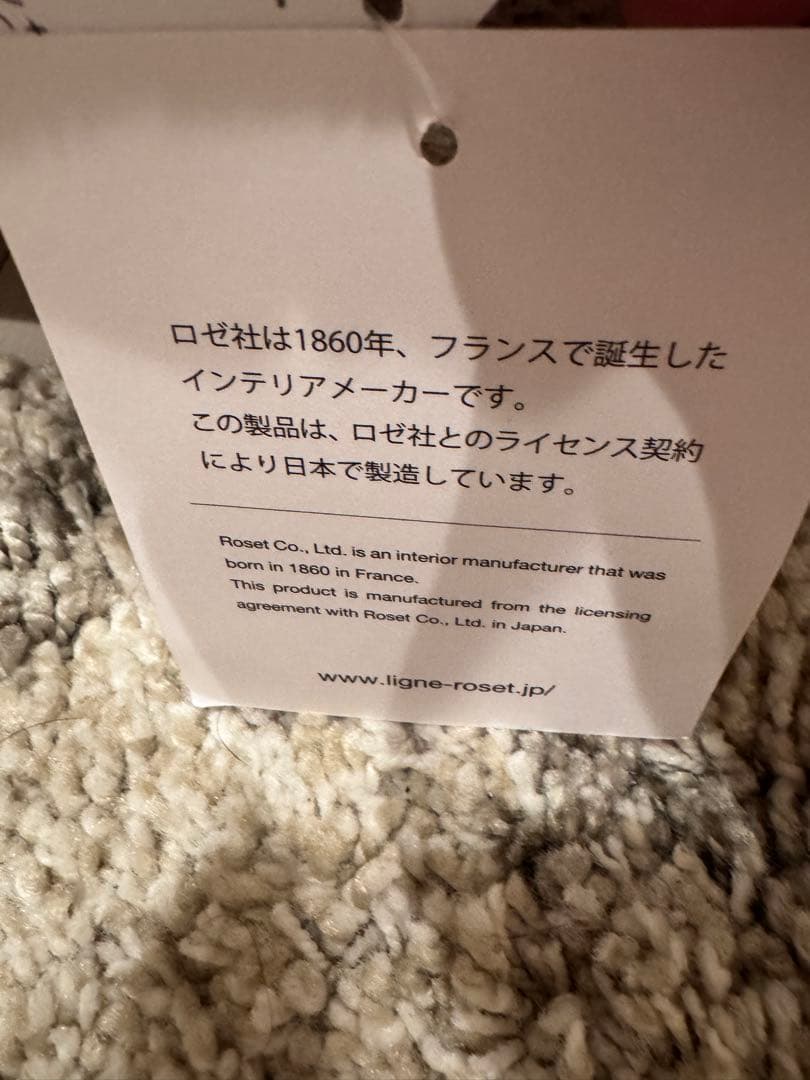 ロゼ社は1860年、フランスで誕生した
インテリアメーカーです。
この製品は、ロゼ社とのライセンス契約
により日本で製造しています。
Roset Co., Ltd. is an interior manufacturer that was
born in 1860 in France.
This product is manufactured from the licensing
agreement with Roset Co., Ltd. in Japan.
www.ligne-roset.jp/